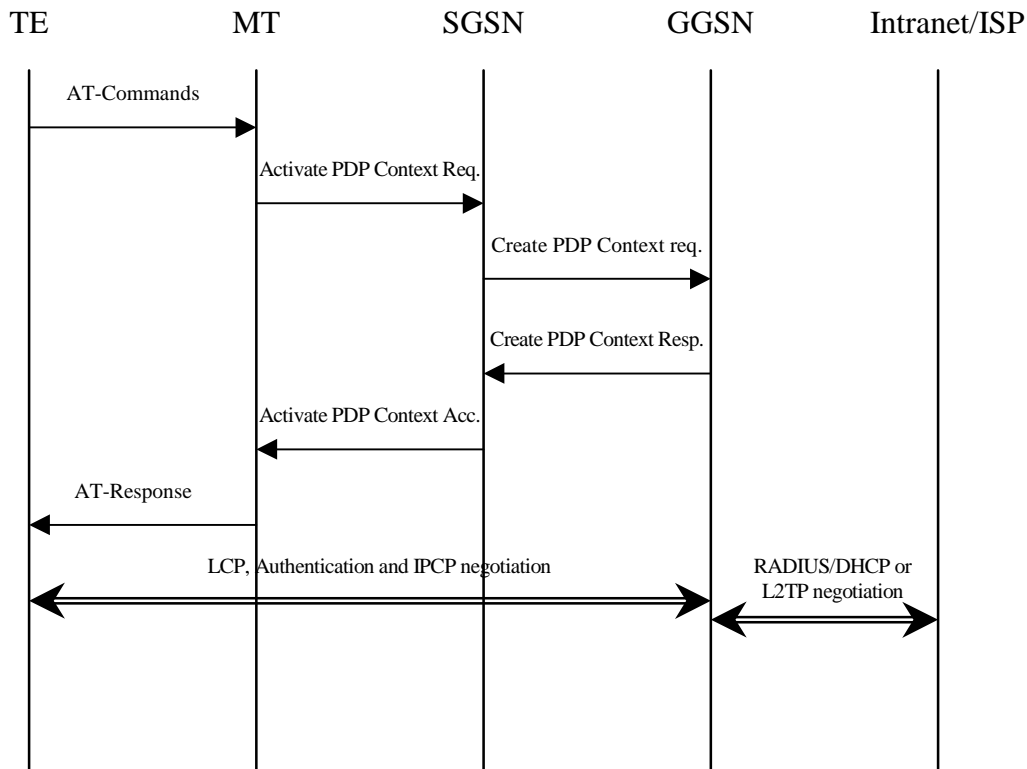 TE MT SGSN GGSN Intranet/ISP
AT-Commands
Activate PDP Context Req.
Create PDP Context req.
Create PDP Context Resp.
Activate PDP Context Acc.
AT-Response
LCP, Authentication and IPCP negotiation
RADIUS/DHCP or
L2TP negotiation